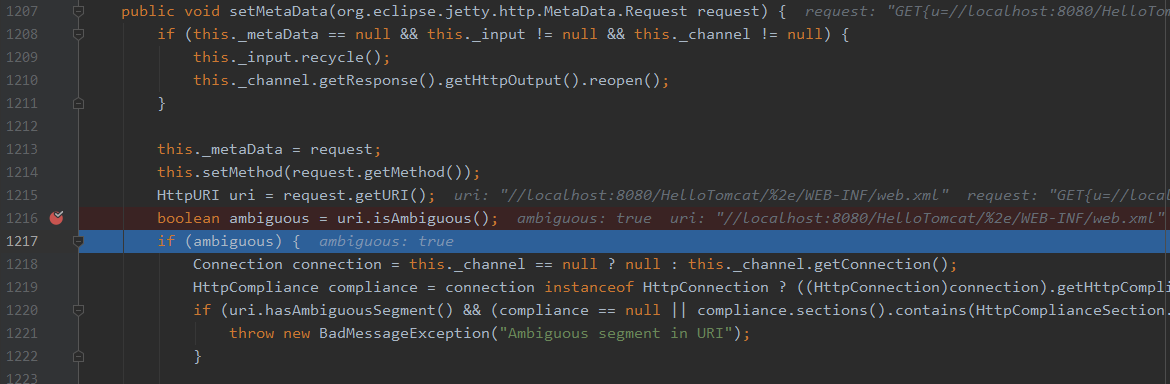 1207 public void setMetaData(org.eclipse.jetty.http.MetaData.Request request) { request: "GET{u=//localhost:8080/HelloTom
1208 if (this._metaData == null && this._input != null && this._channel != null) {
1209 this._input.recycle();
1210 this._channel.getResponse().getHttpOutput().reopen();
1211 }
1212
1213 this._metaData = request;
1214 this.setMethod(request.getMethod());
1215 HttpURI uri = request.getURI(); uri: "//localhost:8080/HelloTomcat/%2e/WEB-INF/web.xml" request: "GET{u=//local
1216 boolean ambiguous = uri.isAmbiguous(); ambiguous: true uri: "//localhost:8080/HelloTomcat/%2e/WEB-INF/web.xml"
1217 if (ambiguous) { ambiguous: true
1218 Connection connection = this._channel == null ? null : this._channel.getConnection();
1219 HttpCompliance compliance = connection instanceof HttpConnection ? ((HttpConnection)connection).getHttpCompli
1220 if (uri.hasAmbiguousSegment() && (compliance == null || compliance.sections().contains(HttpComplianceSection.
1221 throw new BadMessageException("Ambiguous segment in URI");
1222 }
1223